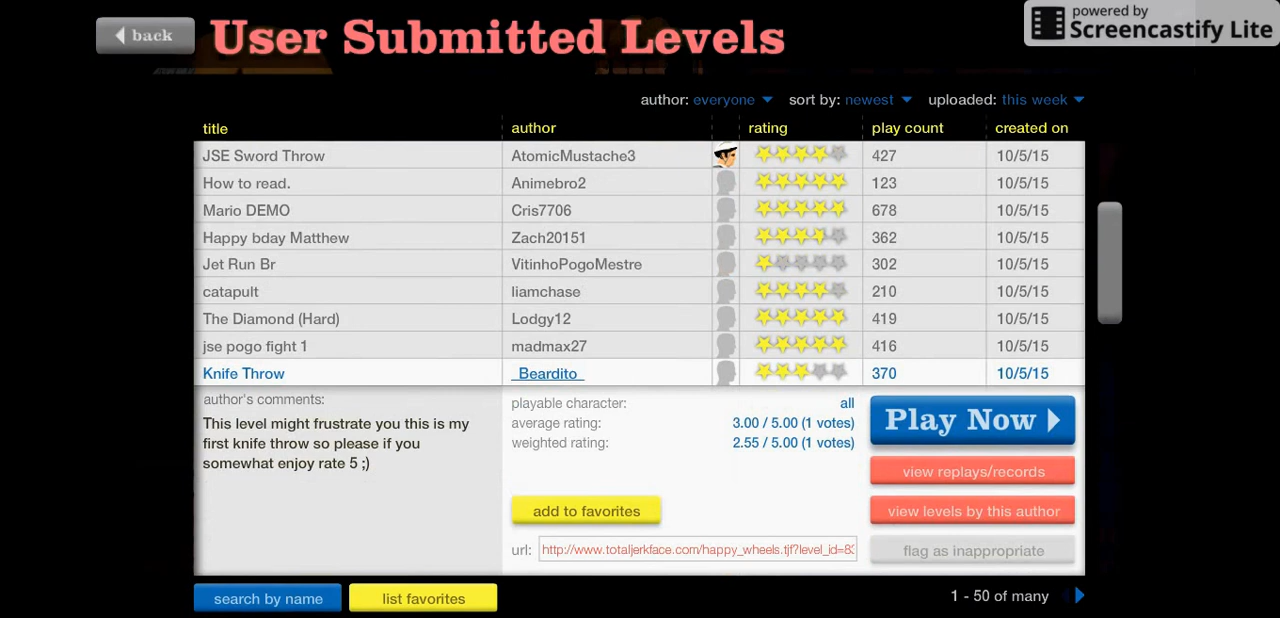 back
User Submitted Levels
powered by
Screencastify Lite
author: everyone sort by: newest uploaded: this week
title author rating play count created on
JSE Sword Throw AtomicMustache3 427 10/5/15
How to read. Animebro2 123 10/5/15
Mario DEMO Cris7706 678 10/5/15
Happy bday Matthew Zach20151 362 10/5/15
Jet Run Br VitinhoPogoMestre 302 10/5/15
catapult liamchase 210 10/5/15
The Diamond (Hard) Lodgy12 419 10/5/15
jse pogo fight 1 madmax27 416 10/5/15
Knife Throw _Beardito_ 370 10/5/15
author's comments:
This level might frustrate you this is my
first knife throw so please if you
somewhat enjoy rate 5 ;)
playable character: all
average rating: 3.00 / 5.00 (1 votes)
weighted rating: 2.55 / 5.00 (1 votes)
add to favorites
url: http://www.totaljerkface.com/happy_wheels.tjf?level_id=8
Play Now
view replays/records
view levels by this author
flag as inappropriate
search by name list favorites
1 - 50 of many